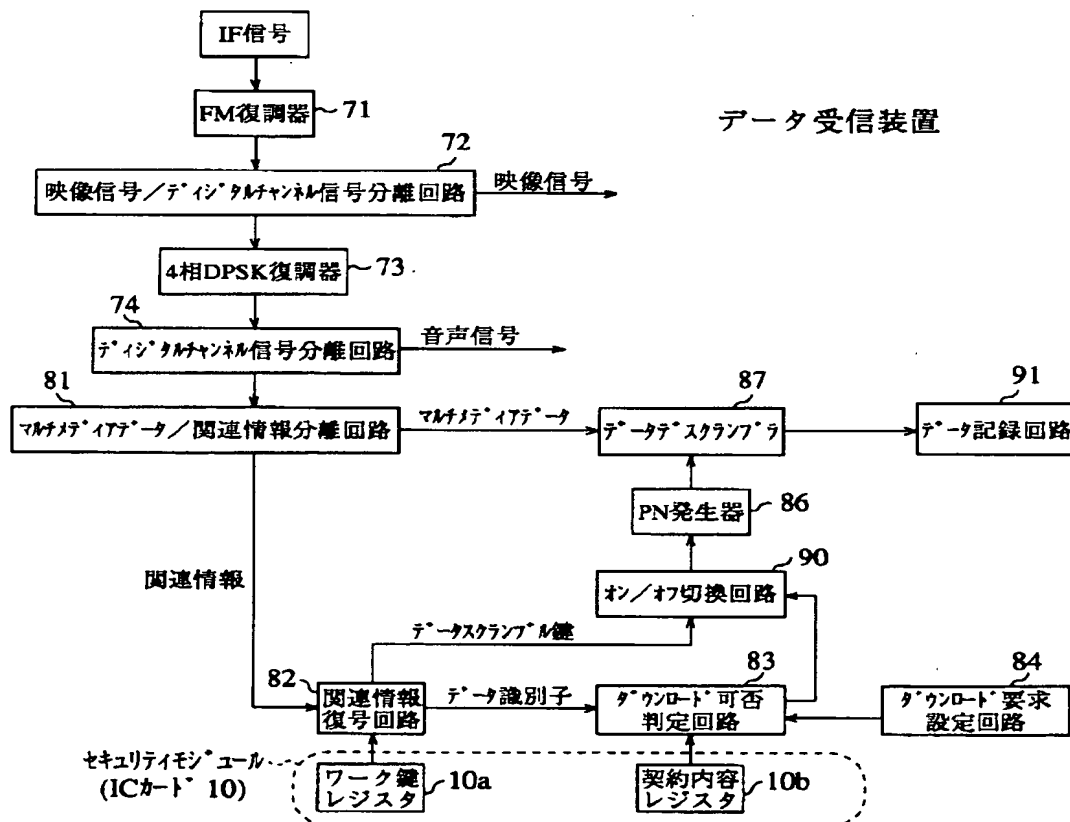 IF信号
FM復調器
71
データ受信装置
72
映像信号／ディジタルチャンネル信号分離回路
映像信号
4相DPSK復調器
73
74
ディジタルチャンネル信号分離回路
音声信号
81
マルチメディアデータ／関連情報分離回路
マルチメディアデータ
87
データデスクランブラ
91
データ記録回路
PN発生器
86
関連情報
90
オン／オフ切換回路
データスクランブル鍵
82
関連情報
復号回路
データ識別子
83
ダウンロード可否
判定回路
84
ダウンロード要求
設定回路
セキュリティモジュール
(ICカード 10)
ワーク鍵
レジスタ
10a
契約内容
レジスタ
10b